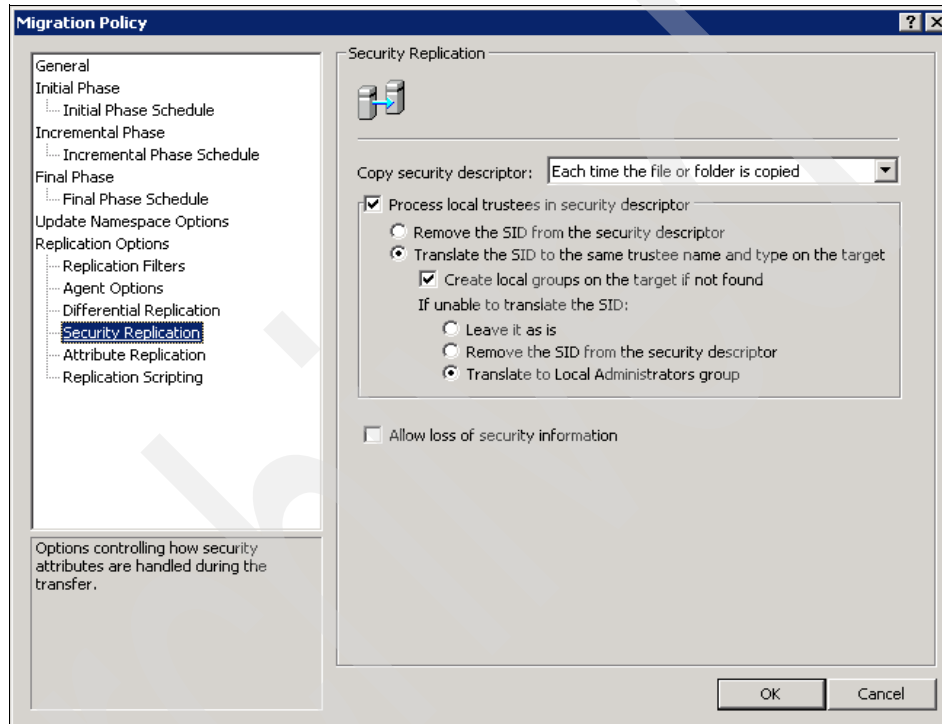 Migration Policy
General
Initial Phase
Initial Phase Schedule
Incremental Phase
Incremental Phase Schedule
Final Phase
Final Phase Schedule
Update Namespace Options
Replication Options
Replication Filters
Agent Options
Differential Replication
Security Replication
Attribute Replication
Replication Scripting
Options controlling how security
attributes are handled during the
transfer.
Security Replication
Copy security descriptor: Each time the file or folder is copied
Process local trustees in security descriptor
Remove the SID from the security descriptor
Translate the SID to the same trustee name and type on the target
Create local groups on the target if not found
If unable to translate the SID:
Leave it as is
Remove the SID from the security descriptor
Translate to Local Administrators group
Allow loss of security information
OK Cancel